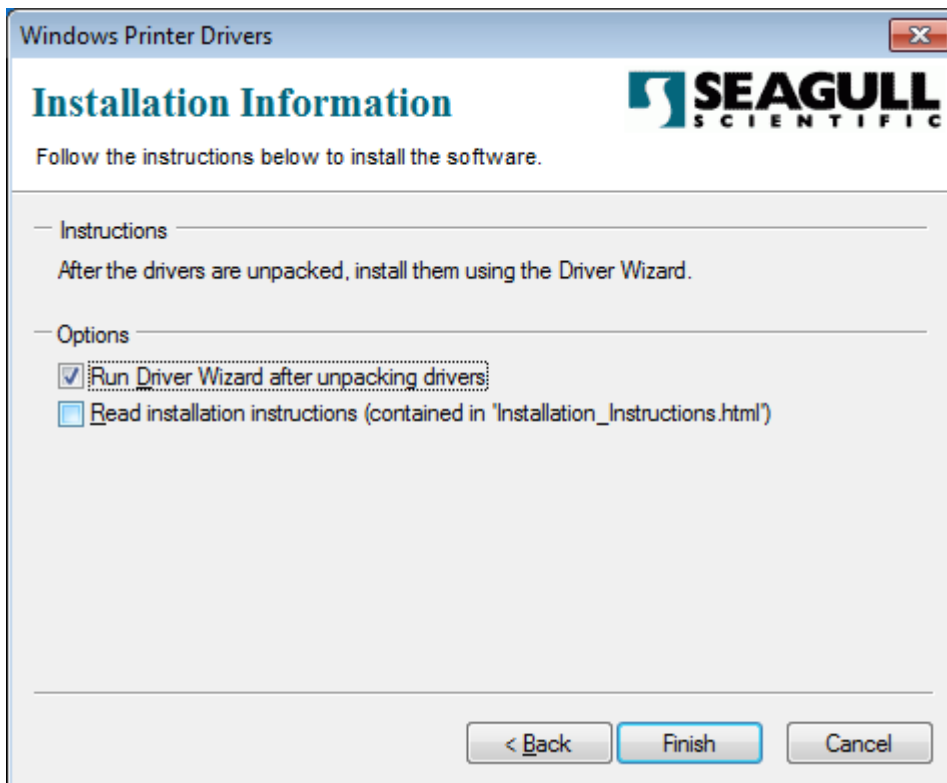 Windows Printer Drivers
Installation Information
SEAGULL
SCIENTIFIC
Follow the instructions below to install the software.
Instructions
After the drivers are unpacked, install them using the Driver Wizard.
Options
Run Driver Wizard after unpacking drivers
Read installation instructions (contained in "Installation_Instructions.html")
< Back
Finish
Cancel